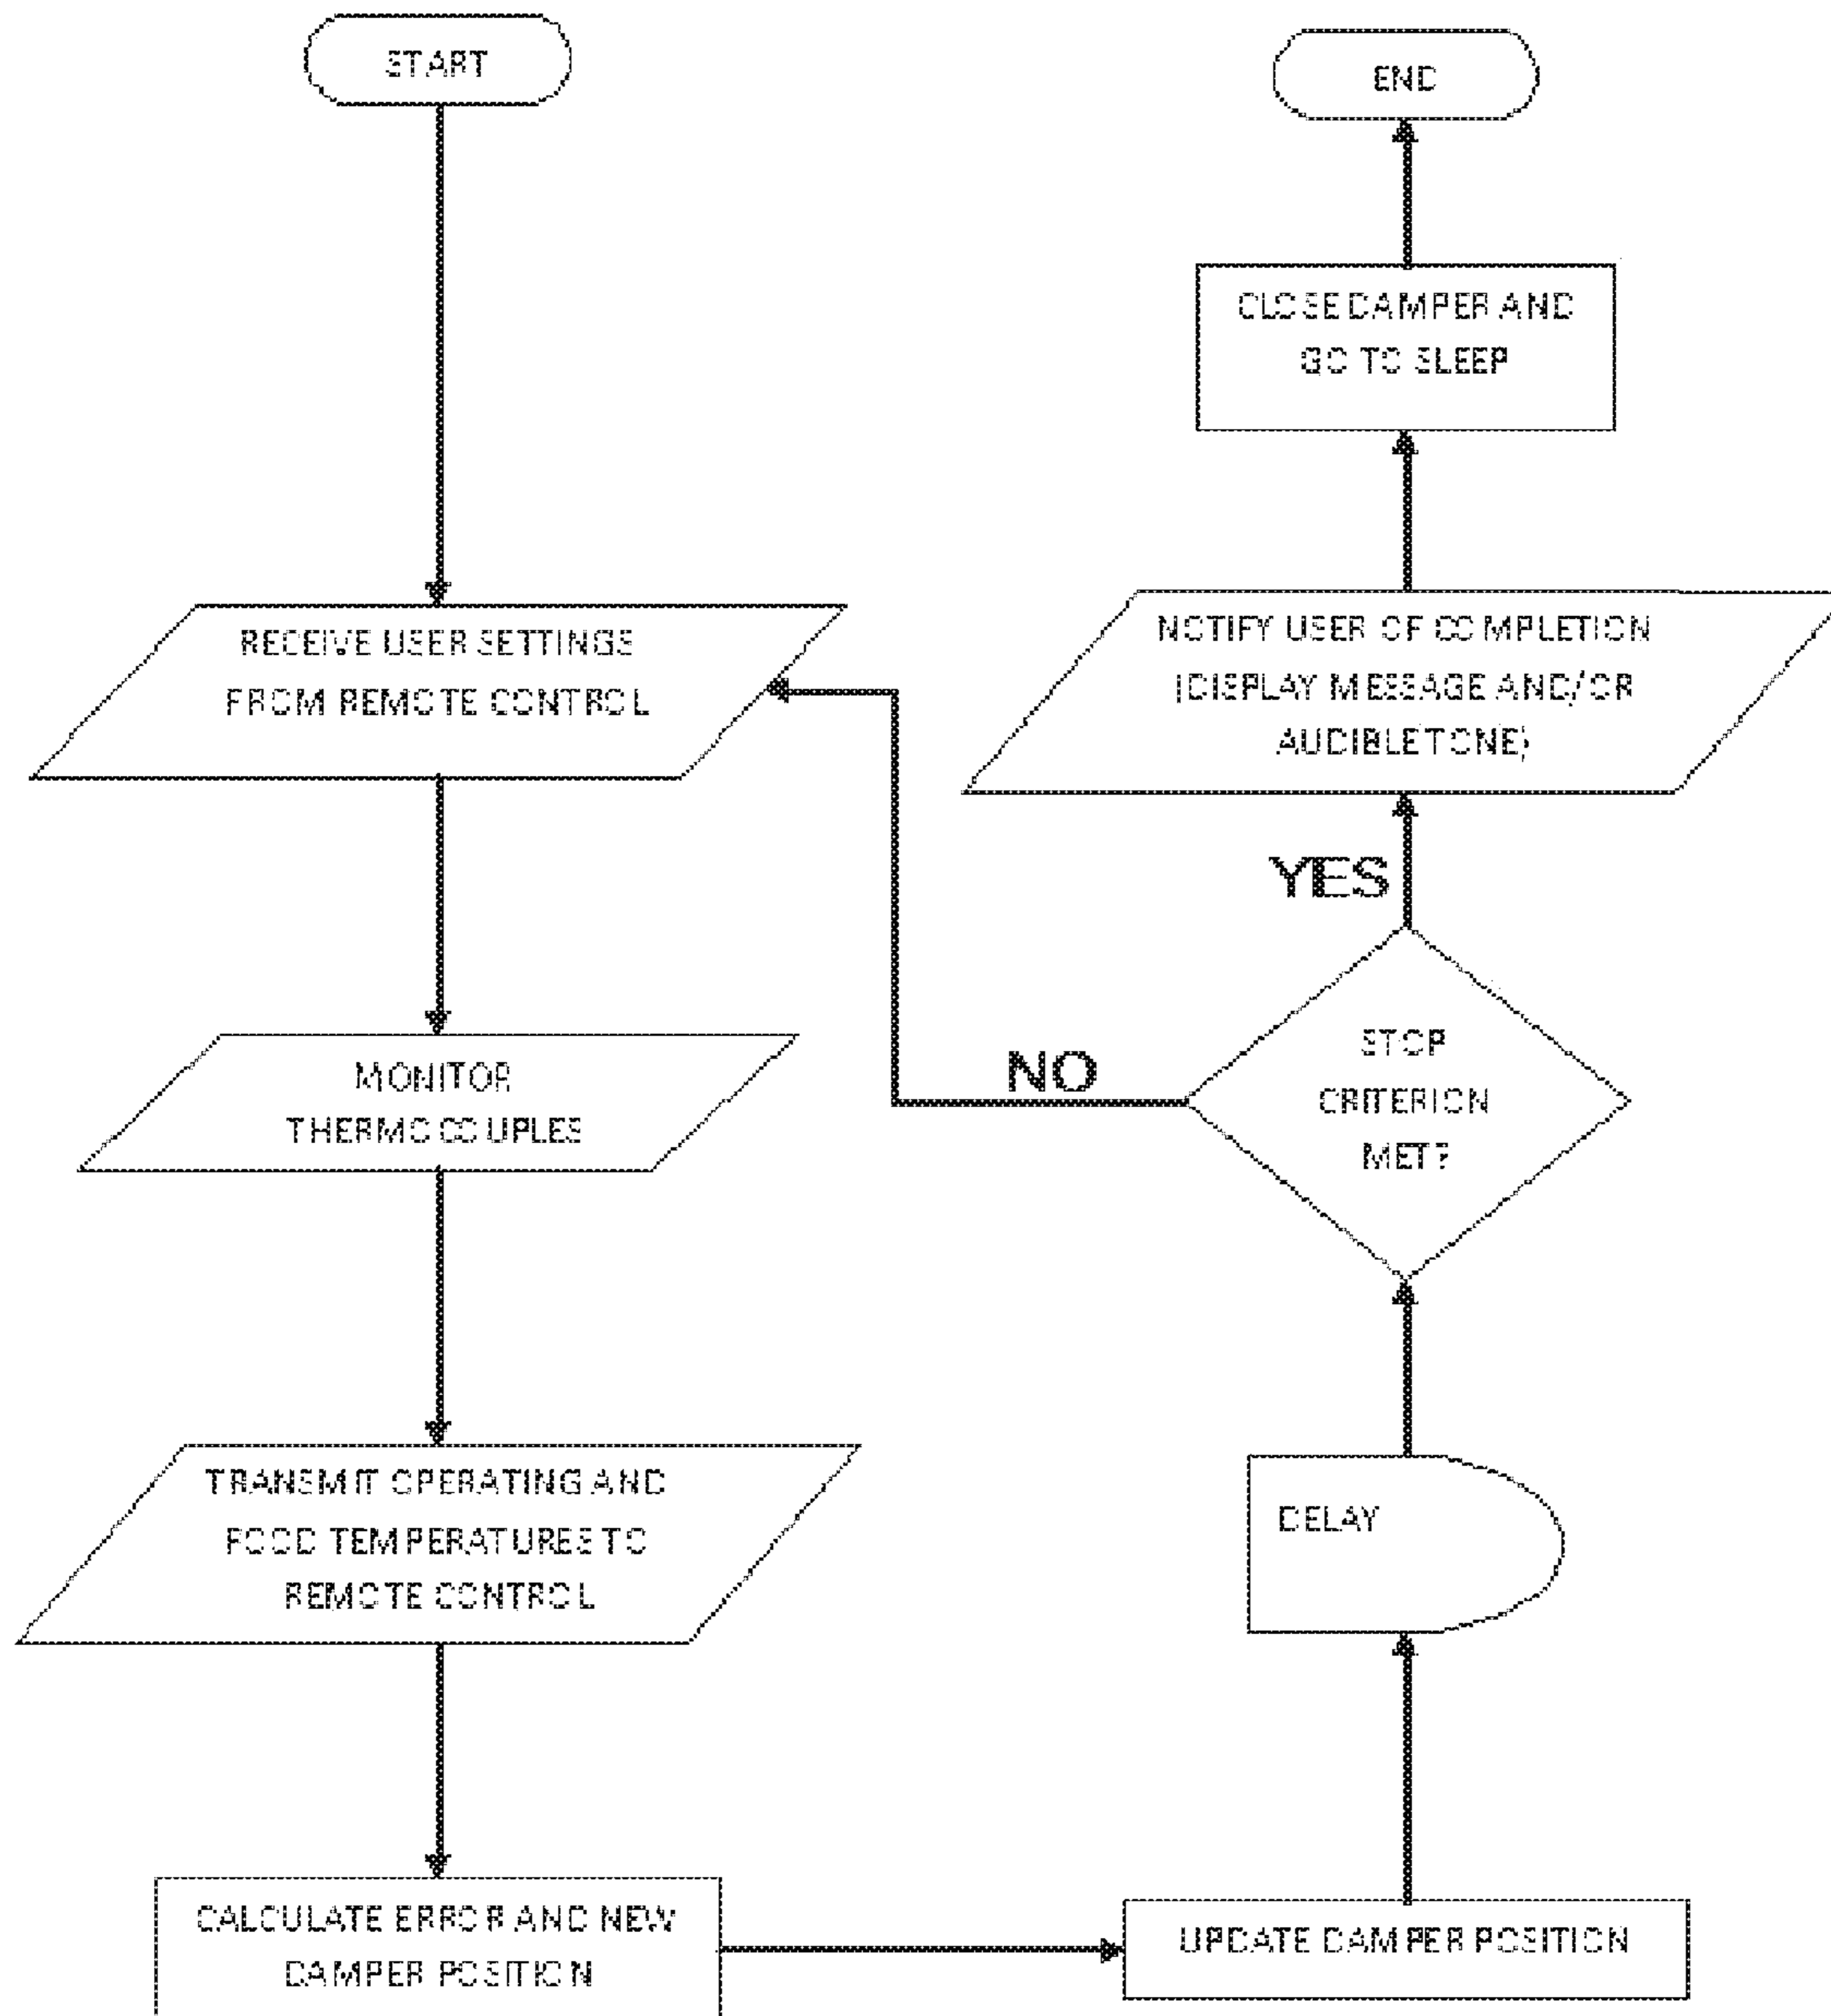 START
RECEIVE USER SETTINGS
FROM REMOTE CONTROL
MONITOR
THERMOCOUPLES
TRANSMIT OPERATING AND
FOOD TEMPERATURES TO
REMOTE CONTROL
CALCULATE ERROR AND NEW
DAMPER POSITION
UPDATE DAMPER POSITION
DELAY
STOP
CRITERION
MET?
NO
YES
NOTIFY USER OF COMPLETION
(DISPLAY MESSAGE AND/OR
AUDIBLE TONE)
CLOSE DAMPER AND
GO TO SLEEP
END